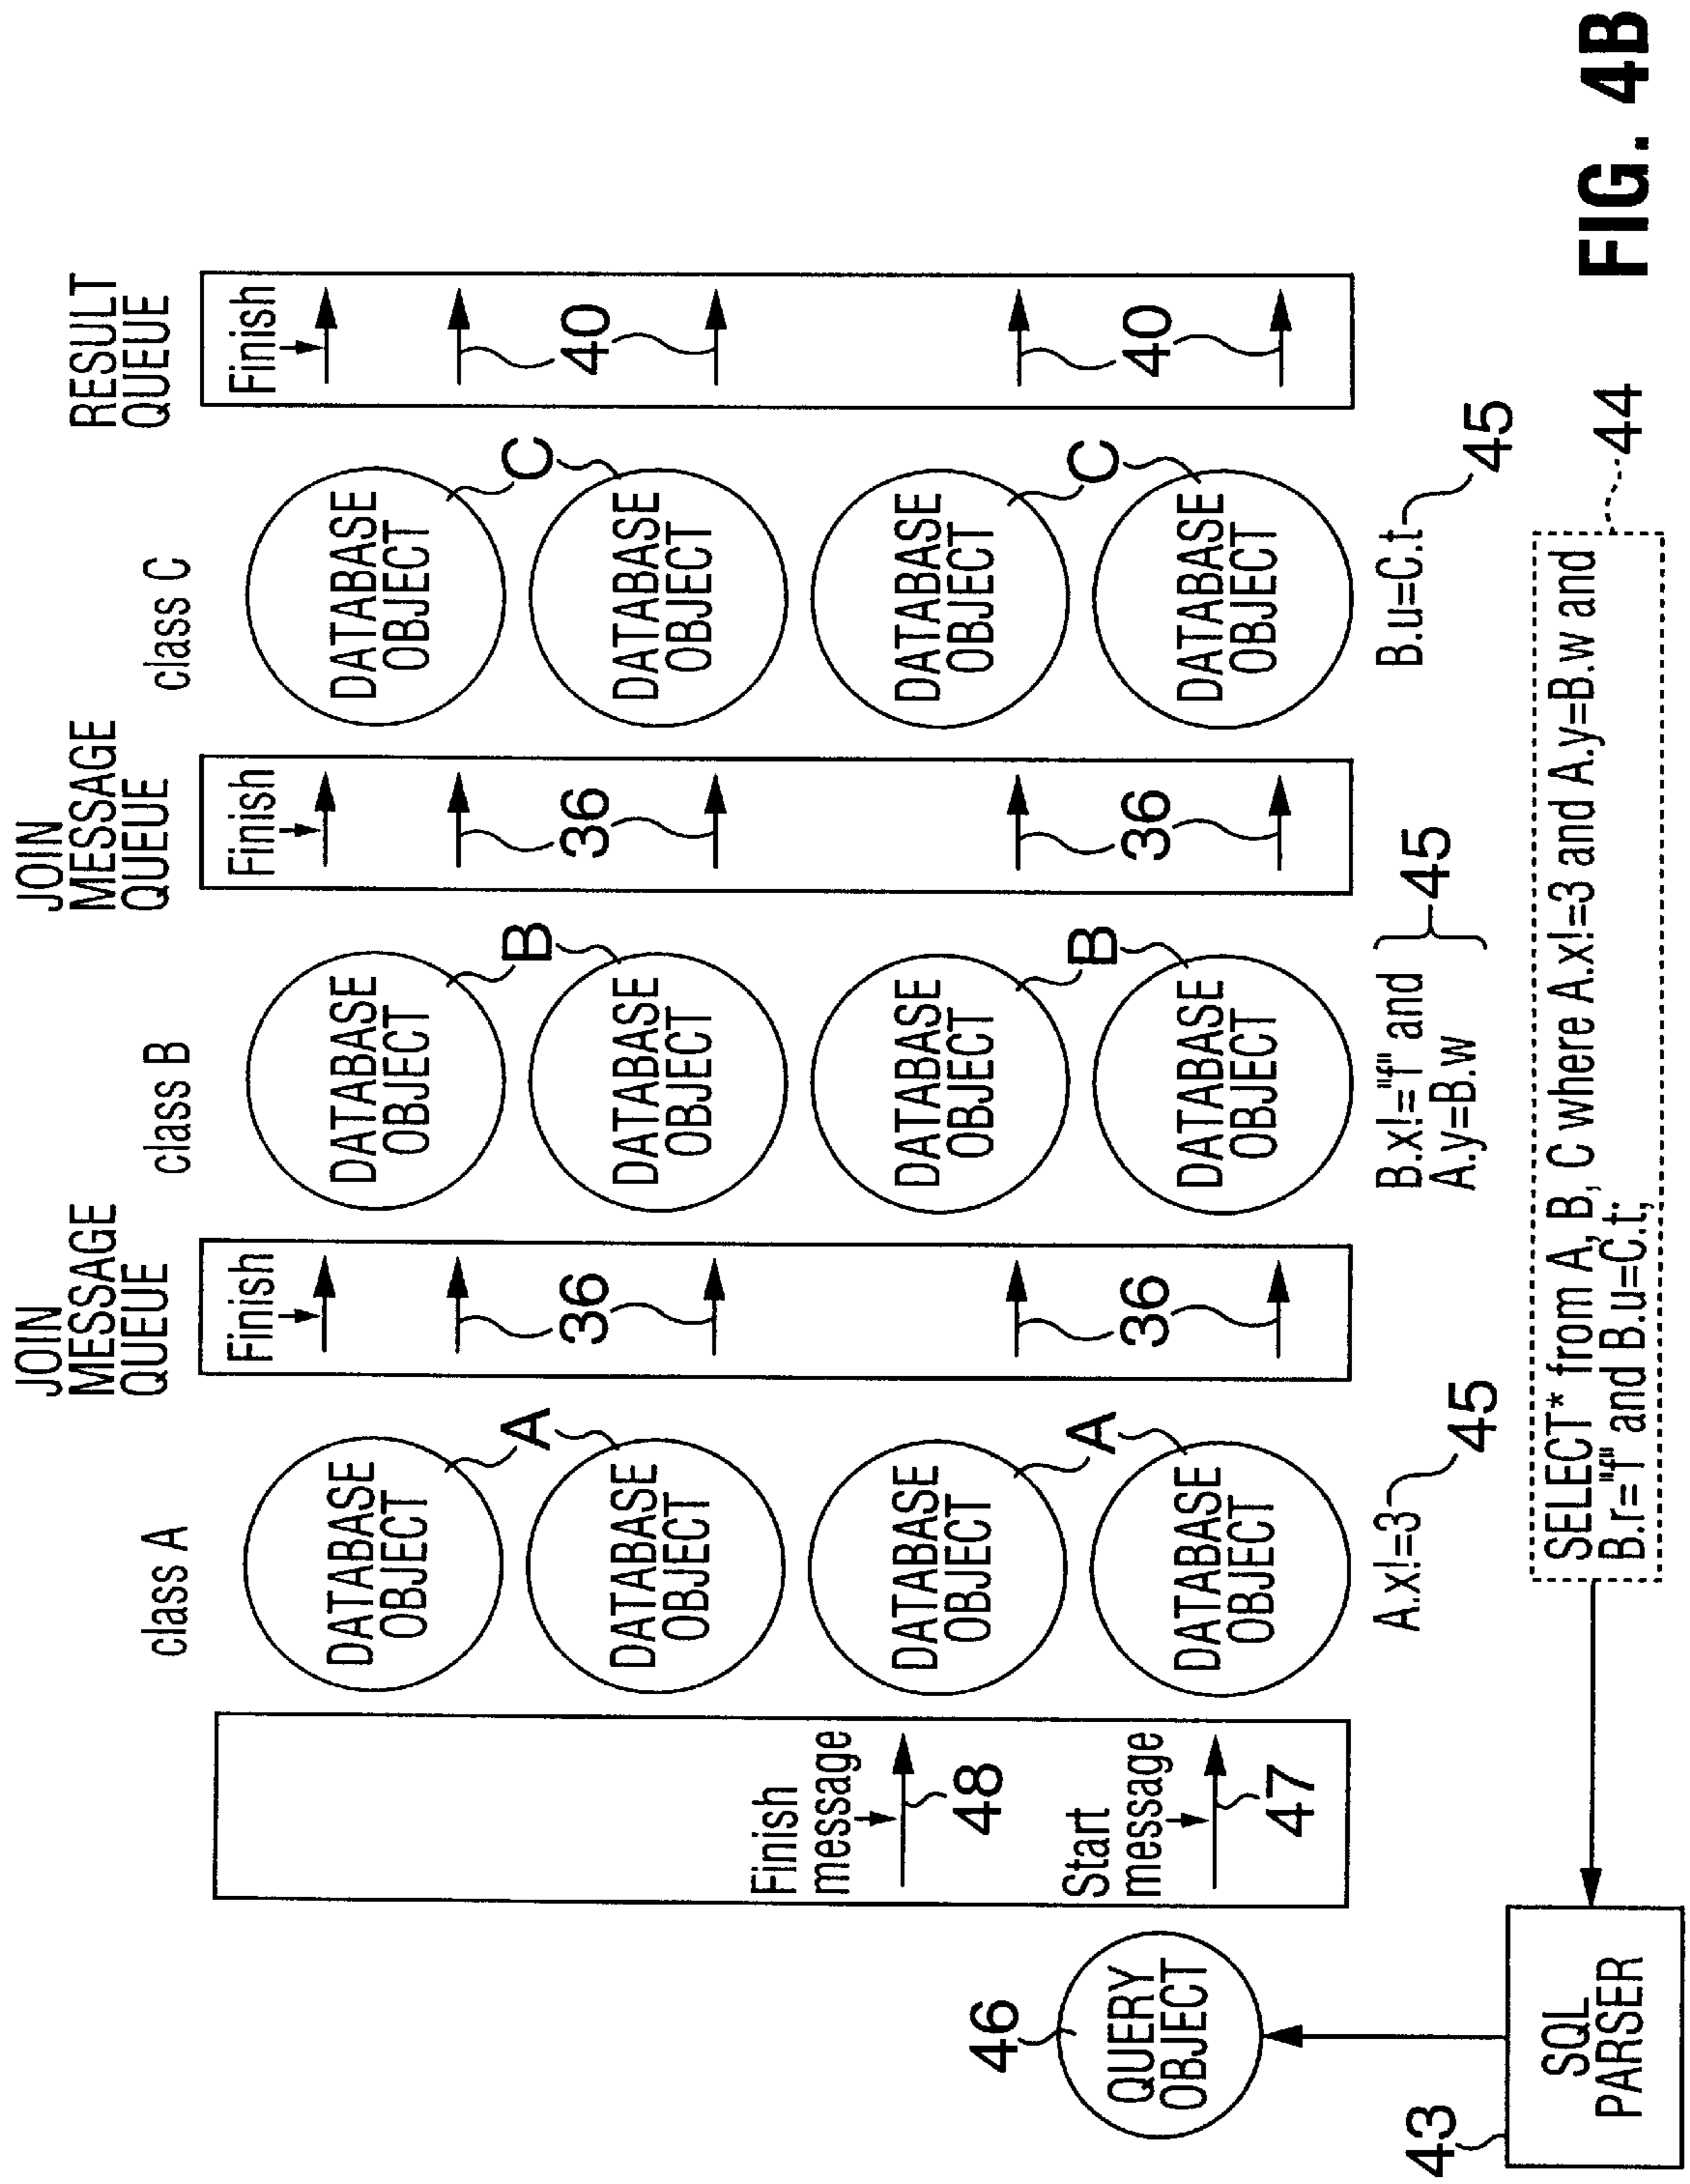 JOIN
MESSAGE
QUEUE
JOIN
MESSAGE
QUEUE
RESULT
QUEUE
class A
class B
class C
Finish
Finish
Finish
DATABASE
OBJECT
DATABASE
OBJECT
DATABASE
OBJECT
A
B
C
36
36
40
DATABASE
OBJECT
DATABASE
OBJECT
DATABASE
OBJECT
Finish
message
48
DATABASE
OBJECT
DATABASE
OBJECT
DATABASE
OBJECT
A
B
C
36
36
40
Start
message
47
DATABASE
OBJECT
DATABASE
OBJECT
DATABASE
OBJECT
46
QUERY
OBJECT
A.x!=3
45
B.x!="f" and
A.y=B.w
45
B.u=C.t
45
43
SQL
PARSER
SELECT* from A, B, C where A.x!=3 and A.y=B.w and
B.r="f" and B.u=C.t;
44
FIG. 4B